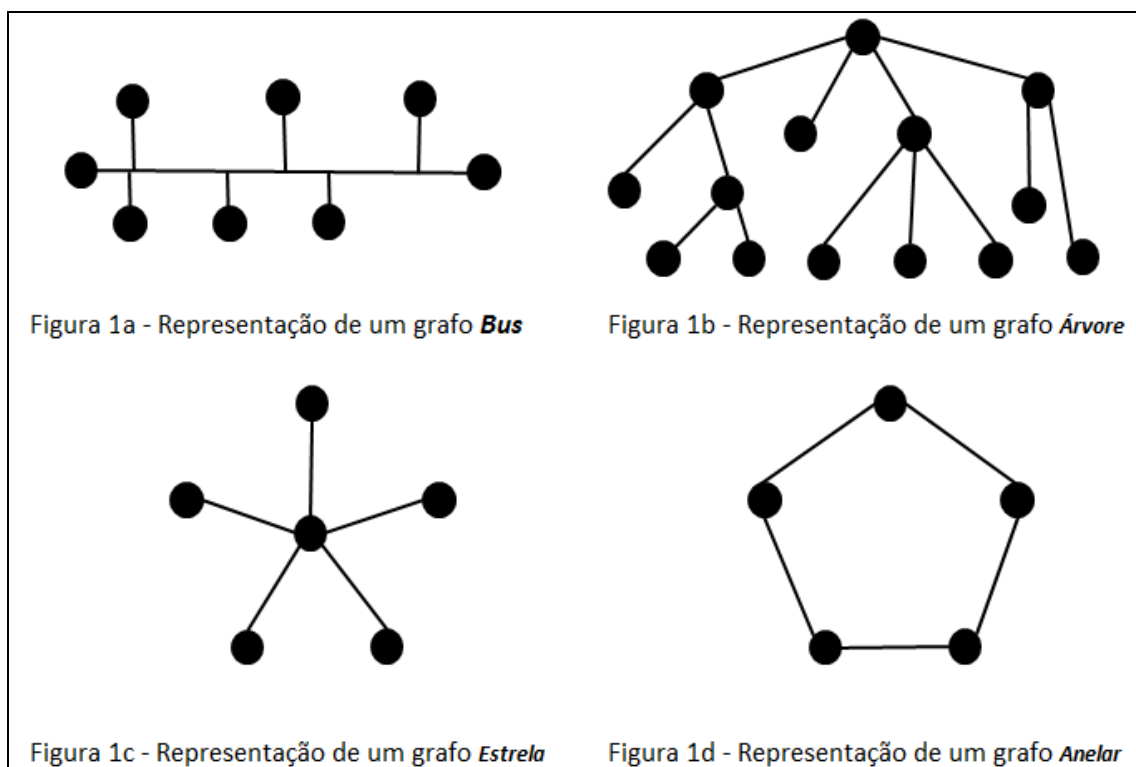 Figura 1a - Representação de um grafo Bus
Figura 1b - Representação de um grafo Árvore
Figura 1c - Representação de um grafo Estrela
Figura 1d - Representação de um grafo Anelar